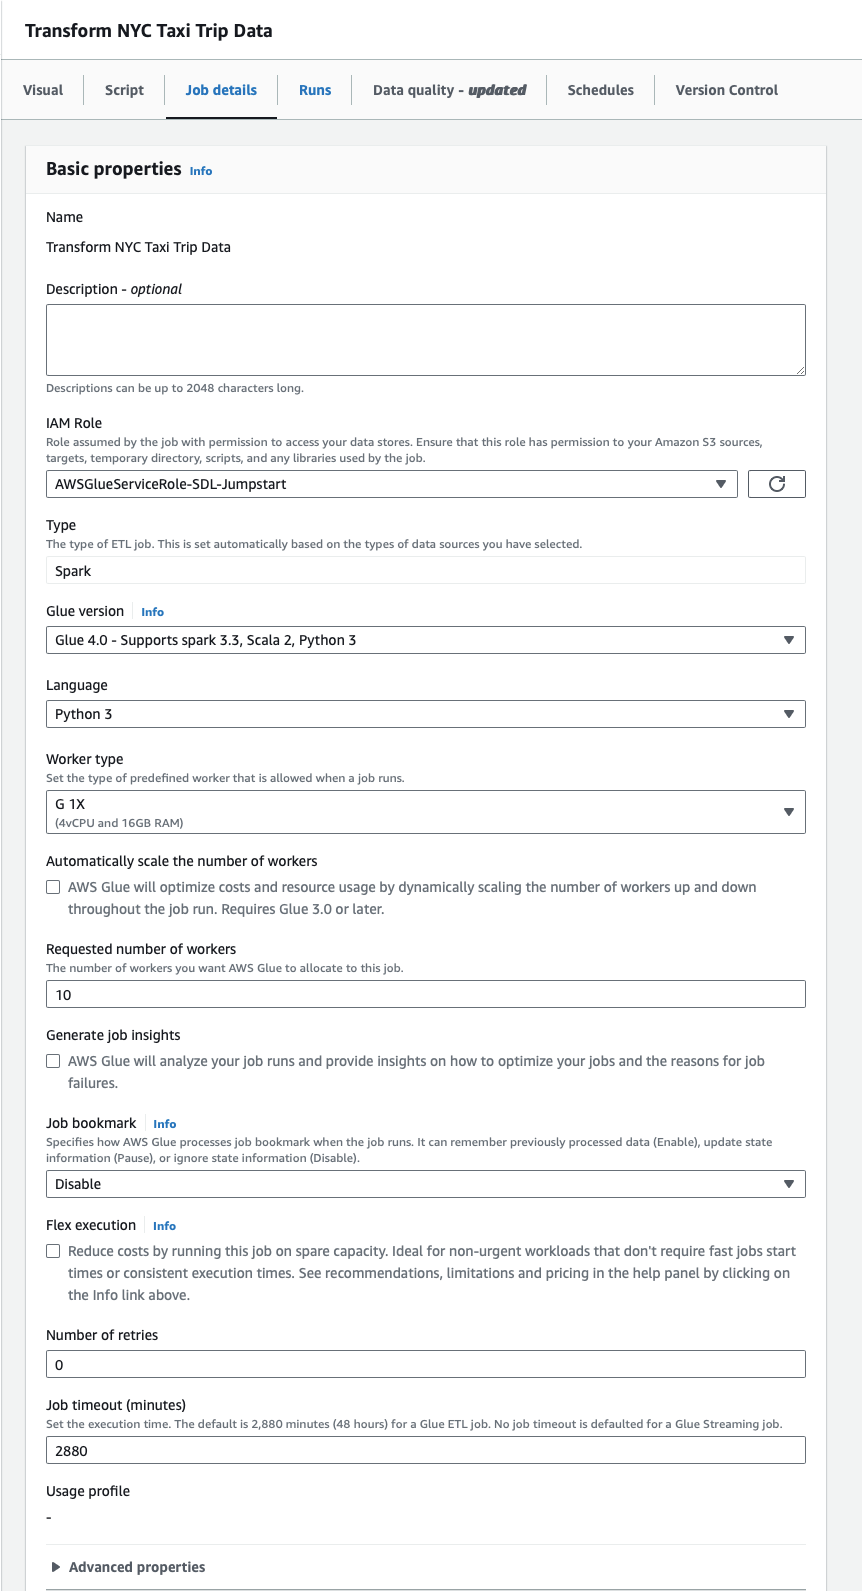 Transform NYC Taxi Trip Data
Visual Script Job details Runs Data quality - updated Schedules Version Control
Basic properties Info
Name
Transform NYC Taxi Trip Data
Description - optional
Descriptions can be up to 2048 characters long.
IAM Role
Role assumed by the job with permission to access your data stores. Ensure that this role has permission to your Amazon S3 sources,
targets, temporary directory, scripts, and any libraries used by the job.
AWSGlueServiceRole-SDL-Jumpstart
Type
The type of ETL job. This is set automatically based on the types of data sources you have selected.
Spark
Glue version Info
Glue 4.0 - Supports spark 3.3, Scala 2, Python 3
Language
Python 3
Worker type
Set the type of predefined worker that is allowed when a job runs.
G 1X
(4vCPU and 16GB RAM)
Automatically scale the number of workers
AWS Glue will optimize costs and resource usage by dynamically scaling the number of workers up and down
throughout the job run. Requires Glue 3.0 or later.
Requested number of workers
The number of workers you want AWS Glue to allocate to this job.
10
Generate job insights
AWS Glue will analyze your job runs and provide insights on how to optimize your jobs and the reasons for job
failures.
Job bookmark Info
Specifies how AWS Glue processes job bookmark when the job runs. It can remember previously processed data (Enable), update state
information (Pause), or ignore state information (Disable).
Disable
Flex execution Info
Reduce costs by running this job on spare capacity. Ideal for non-urgent workloads that don't require fast jobs start
times or consistent execution times. See recommendations, limitations and pricing in the help panel by clicking on
the Info link above.
Number of retries
0
Job timeout (minutes)
Set the execution time. The default is 2,880 minutes (48 hours) for a Glue ETL job. No job timeout is defaulted for a Glue Streaming job.
2880
Usage profile
-
Advanced properties